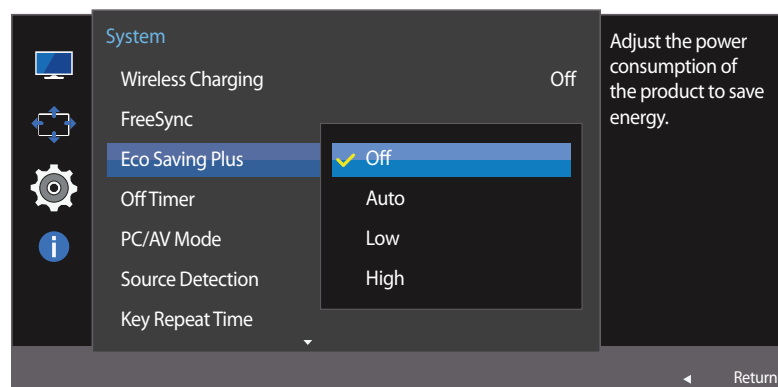 System
Wireless Charging Off
FreeSync
Eco Saving Plus
Off Timer
PC/AV Mode
Source Detection
Key Repeat Time
Off
Auto
Low
High
Adjust the power
consumption of
the product to save
energy.
Return